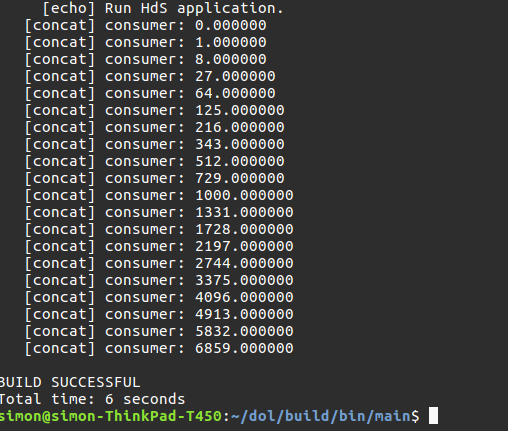 [echo] Run HdS application.
[concat] consumer: 0.000000
[concat] consumer: 1.000000
[concat] consumer: 8.000000
[concat] consumer: 27.000000
[concat] consumer: 64.000000
[concat] consumer: 125.000000
[concat] consumer: 216.000000
[concat] consumer: 343.000000
[concat] consumer: 512.000000
[concat] consumer: 729.000000
[concat] consumer: 1000.000000
[concat] consumer: 1331.000000
[concat] consumer: 1728.000000
[concat] consumer: 2197.000000
[concat] consumer: 2744.000000
[concat] consumer: 3375.000000
[concat] consumer: 4096.000000
[concat] consumer: 4913.000000
[concat] consumer: 5832.000000
[concat] consumer: 6859.000000
BUILD SUCCESSFUL
Total time: 6 seconds
simon@simon-ThinkPad-T450:~/dol/build/bin/main$